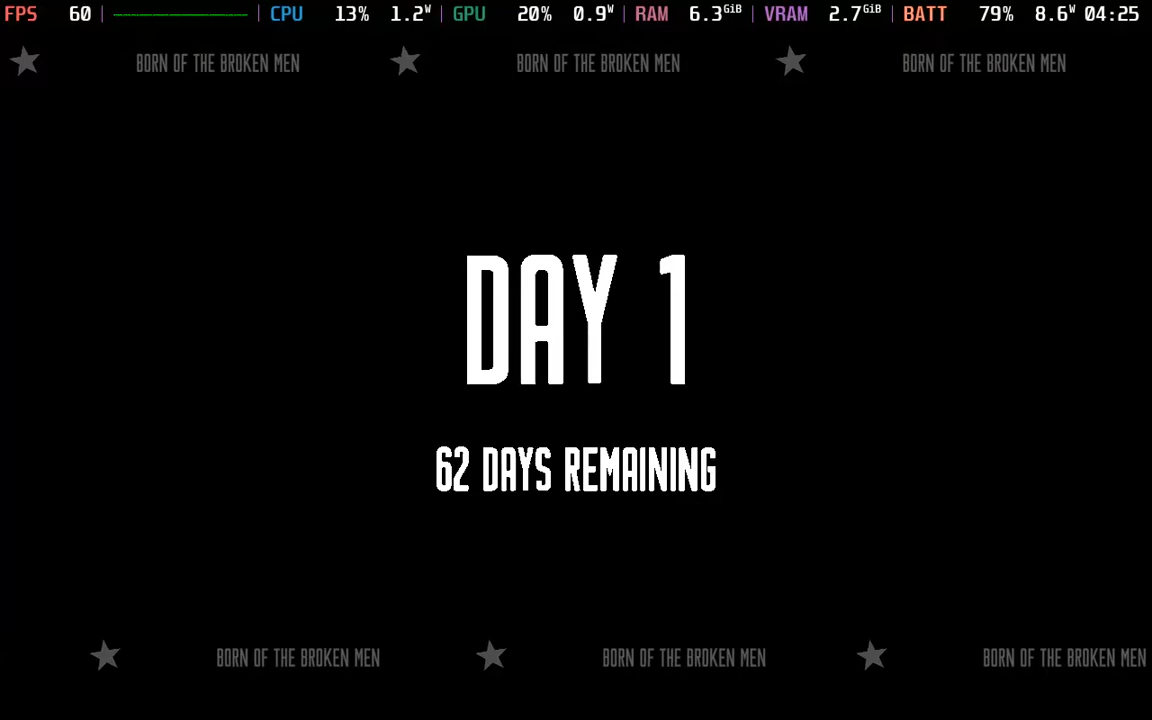 FPS 60 | CPU 13% 1.2W | GPU 20% 0.9W | RAM 6.3GiB | VRAM 2.7GiB | BATT 79% 8.6W 04:25
BORN OF THE BROKEN MEN BORN OF THE BROKEN MEN BORN OF THE BROKEN MEN
DAY 1
62 DAYS REMAINING
BORN OF THE BROKEN MEN BORN OF THE BROKEN MEN BORN OF THE BROKEN MEN